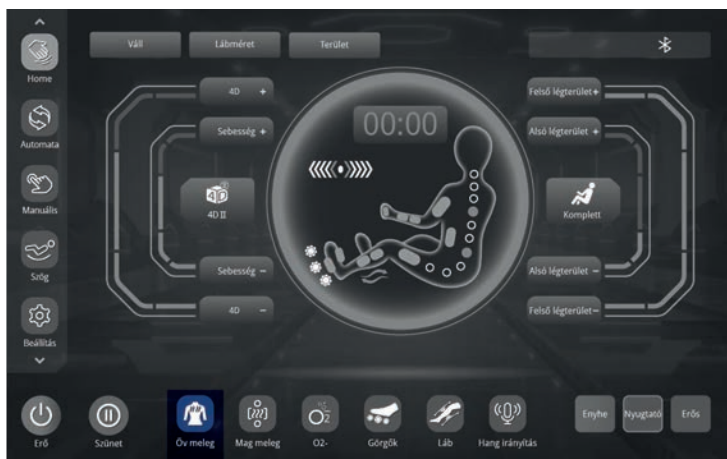 Váll
Lábméret
Terület
Home
4D +
Felső légterület+
00:00
Automata
Sebesség +
Alsó légterület +
4D
Manuális
4D II
Komplett
Szög
Sebesség −
Alsó légterület −
4D −
Felső légterület−
Beállítás
O2-
Enyhe
Nyugtató
Erős
Erő
Szünet
Öv meleg
Mag meleg
O2-
Görgők
Láb
Hang irányítás